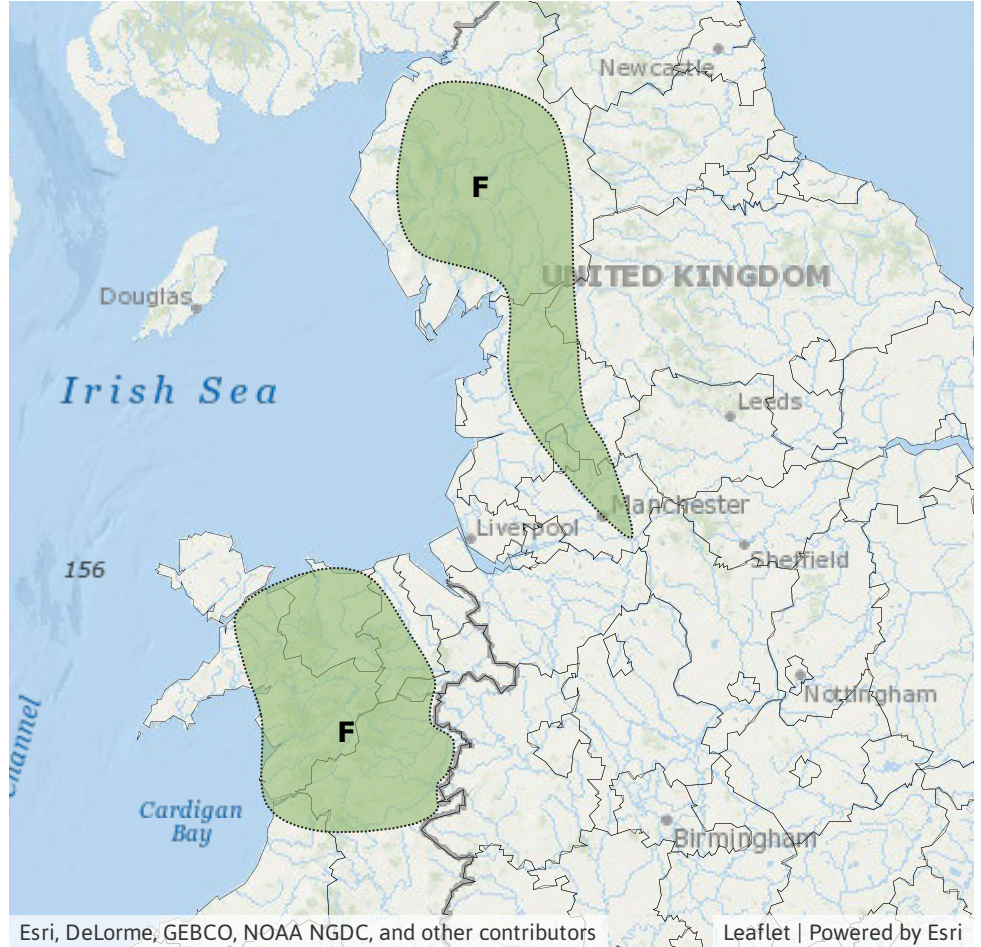 Newcastle
F
UNITED KINGDOM
Douglas
Irish Sea
Leeds
Manchester
Liverpool
Sheffield
156
Nottingham
F
Channel
Cardigan
Bay
Birmingham
Esri, DeLorme, GEBCO, NOAA NGDC, and other contributors
Leaflet | Powered by Esri